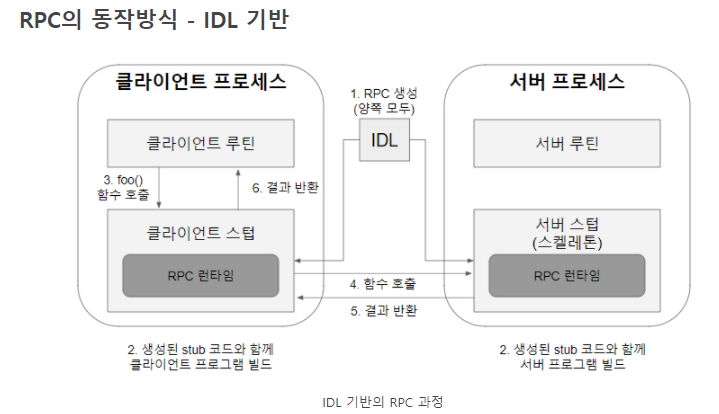 RPC의 동작방식 - IDL 기반
클라이언트 프로세스
1. RPC 생성
(양쪽 모두)
서버 프로세스
클라이언트 루틴
IDL
서버 루틴
3. foo()
함수 호출
6. 결과 반환
클라이언트 스텁
RPC 런타임
서버 스텁
(스켈레톤)
RPC 런타임
4. 함수 호출
5. 결과 반환
2. 생성된 stub 코드와 함께
클라이언트 프로그램 빌드
2. 생성된 stub 코드와 함께
서버 프로그램 빌드
IDL 기반의 RPC 과정